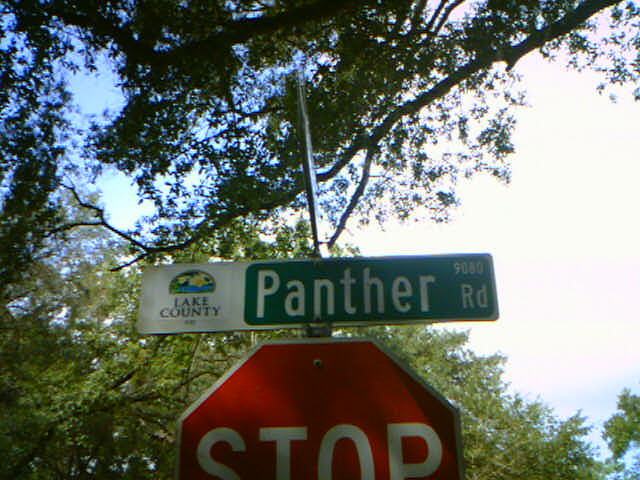 LAKE
COUNTY
Panther Rd
9080
STOP